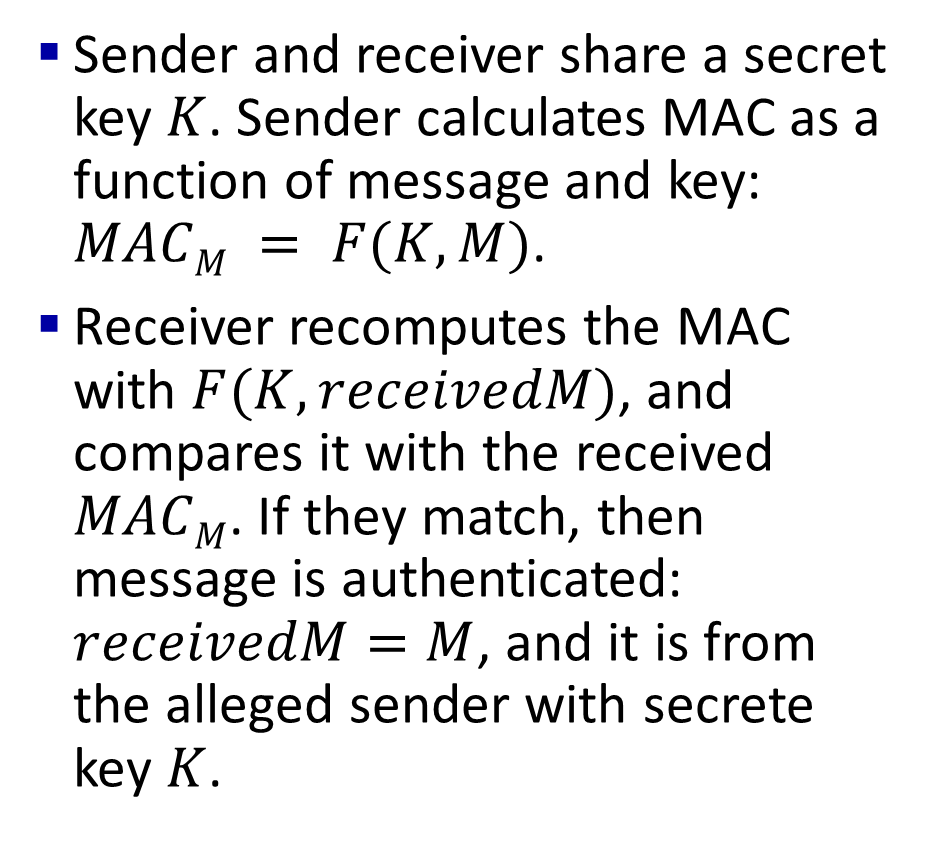 ▪ Sender and receiver share a secret
key K. Sender calculates MAC as a
function of message and key:
MAC_M = F(K, M).
▪ Receiver recomputes the MAC
with F(K, receivedM), and
compares it with the received
MAC_M. If they match, then
message is authenticated:
receivedM = M, and it is from
the alleged sender with secrete
key K.